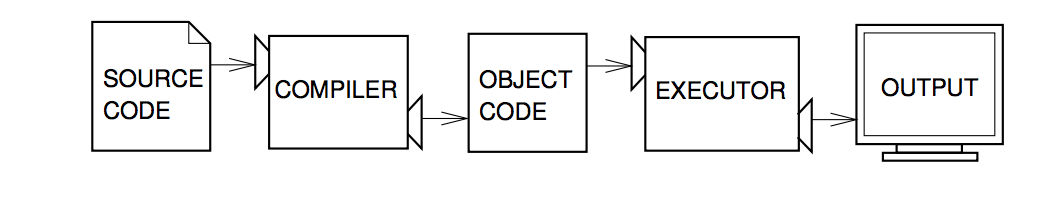 SOURCE
CODE
COMPILER
OBJECT
CODE
EXECUTOR
OUTPUT